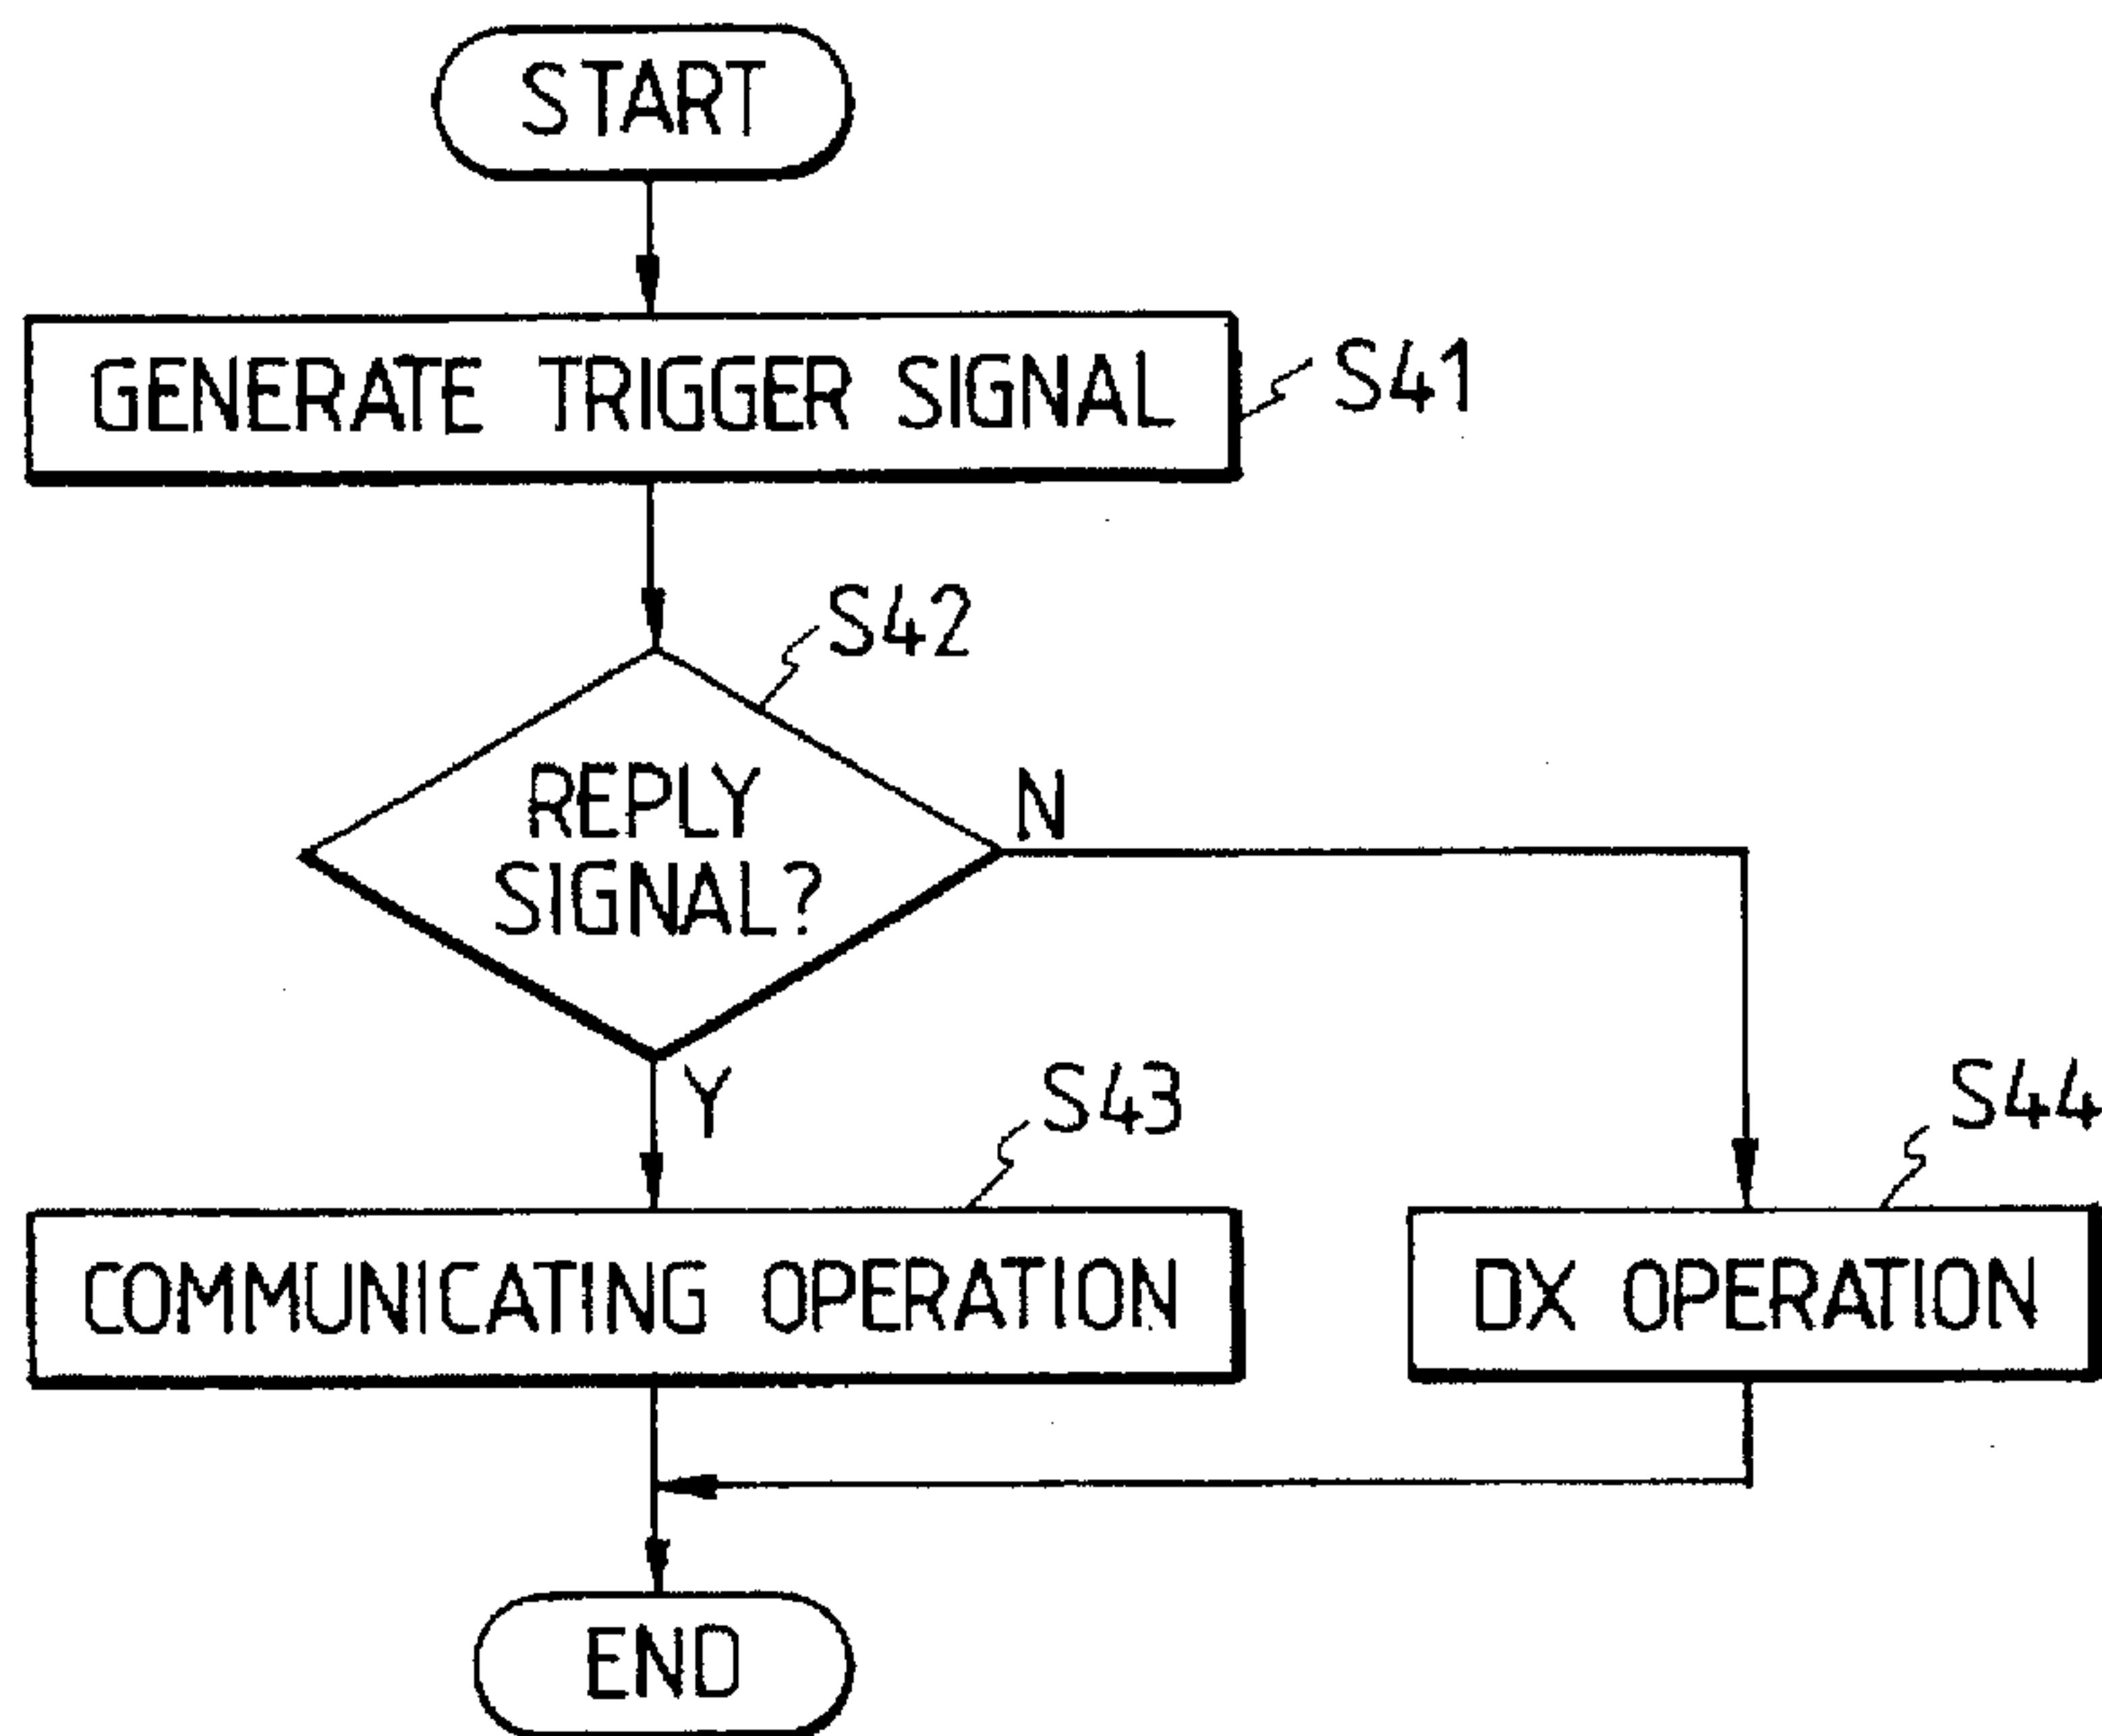 START
GENERATE TRIGGER SIGNAL
S41
S42
REPLY
SIGNAL?
N
Y
S43
S44
COMMUNICATING OPERATION
DX OPERATION
END